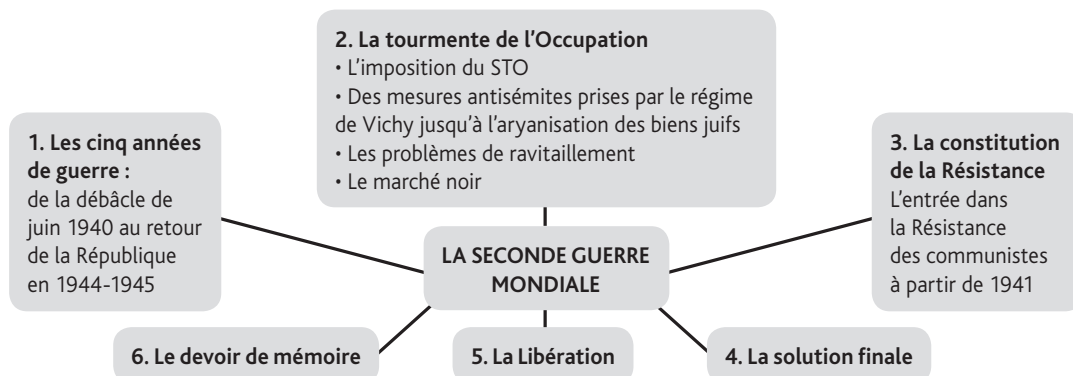 2. La tourmente de l'Occupation
• L'imposition du STO
• Des mesures antisémites prises par le régime
de Vichy jusqu'à l'aryanisation des biens juifs
• Les problèmes de ravitaillement
• Le marché noir
1. Les cinq années
de guerre :
de la débâcle de
juin 1940 au retour
de la République
en 1944-1945
3. La constitution
de la Résistance
L'entrée dans
la Résistance
des communistes
à partir de 1941
LA SECONDE GUERRE
MONDIALE
6. Le devoir de mémoire
5. La Libération
4. La solution finale